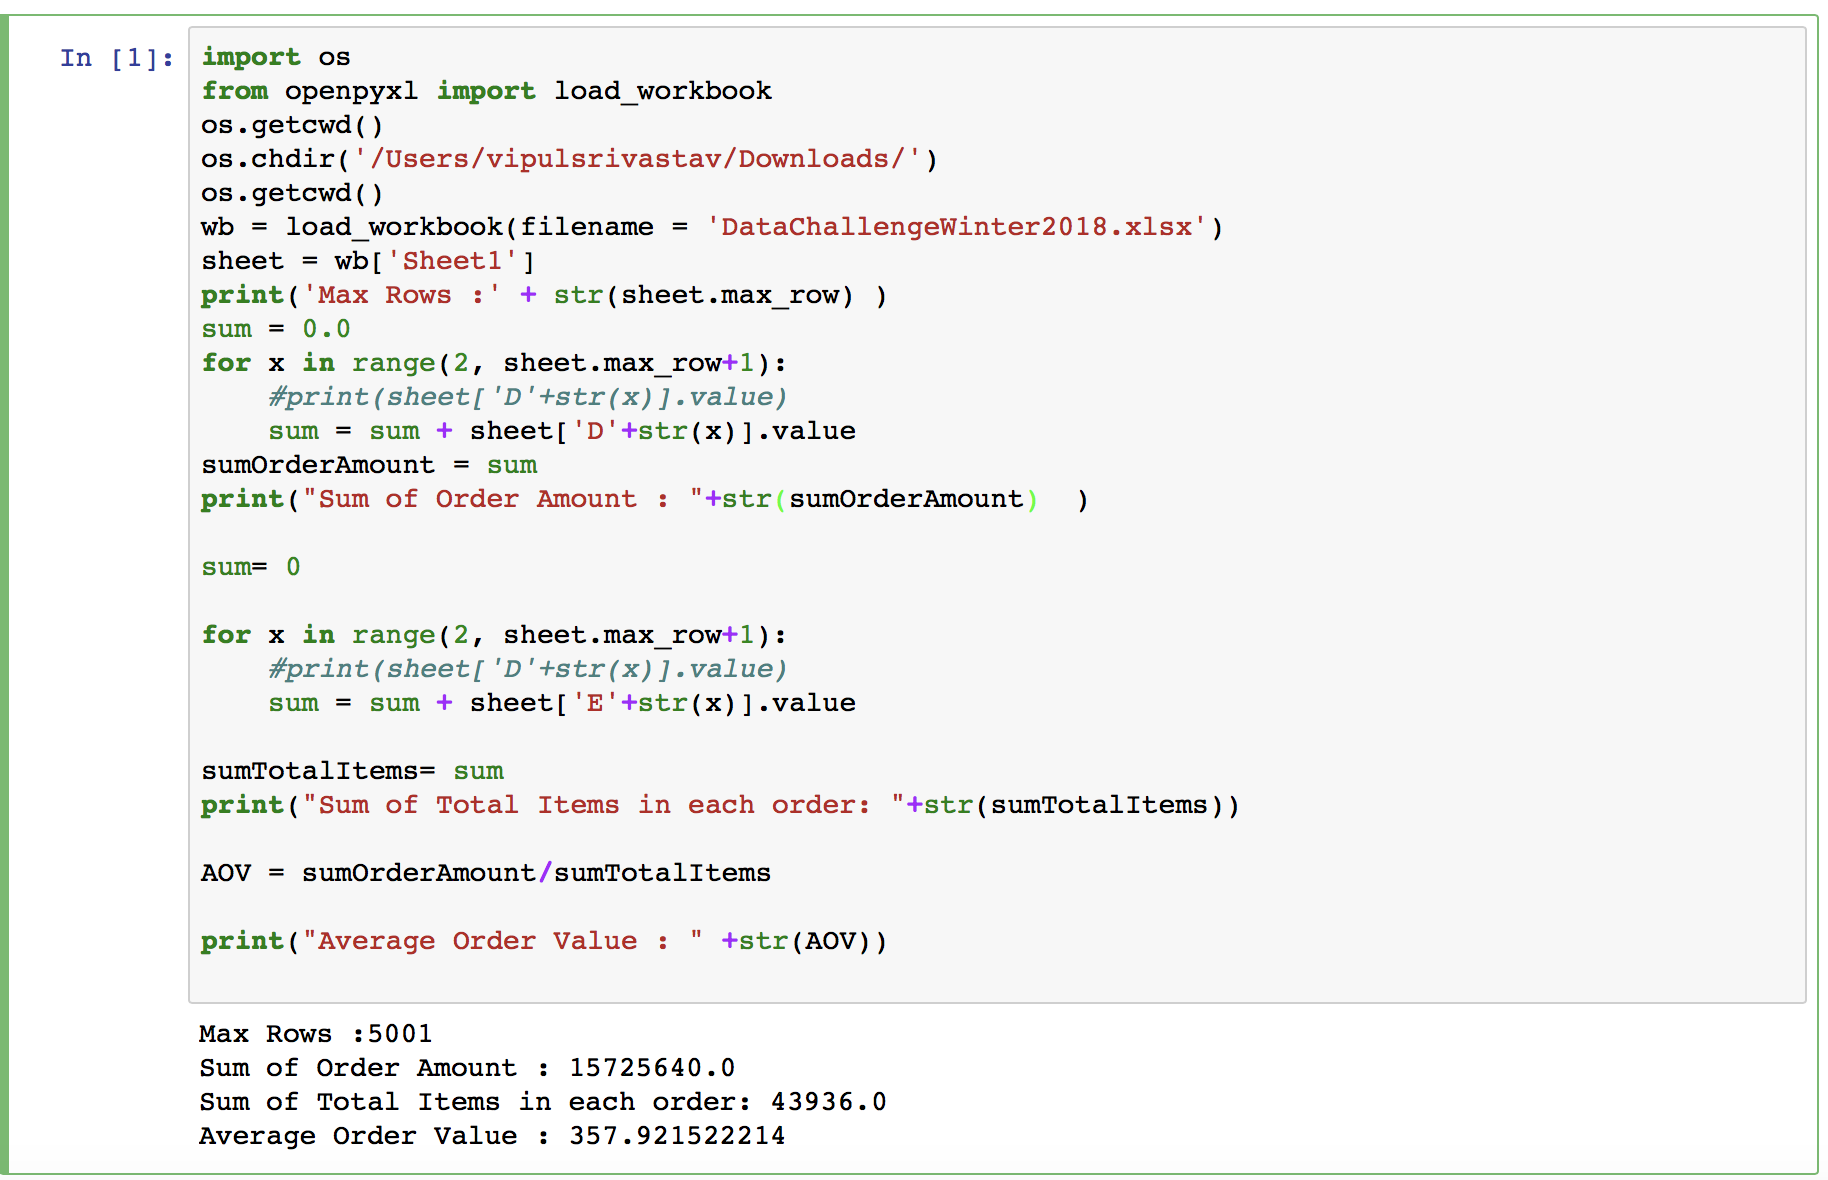 In [1]:
import os
from openpyxl import load_workbook
os.getcwd()
os.chdir('/Users/vipulsrivastav/Downloads/')
os.getcwd()
wb = load_workbook(filename = 'DataChallengeWinter2018.xlsx')
sheet = wb['Sheet1']
print('Max Rows :' + str(sheet.max_row) )
sum = 0.0
for x in range(2, sheet.max_row+1):
    #print(sheet['D'+str(x)].value)
    sum = sum + sheet['D'+str(x)].value
sumOrderAmount = sum
print("Sum of Order Amount : "+str(sumOrderAmount)  )
sum= 0
for x in range(2, sheet.max_row+1):
    #print(sheet['D'+str(x)].value)
    sum = sum + sheet['E'+str(x)].value
sumTotalItems= sum
print("Sum of Total Items in each order: "+str(sumTotalItems))
AOV = sumOrderAmount/sumTotalItems
print("Average Order Value : " +str(AOV))
Max Rows :5001
Sum of Order Amount : 15725640.0
Sum of Total Items in each order: 43936.0
Average Order Value : 357.921522214